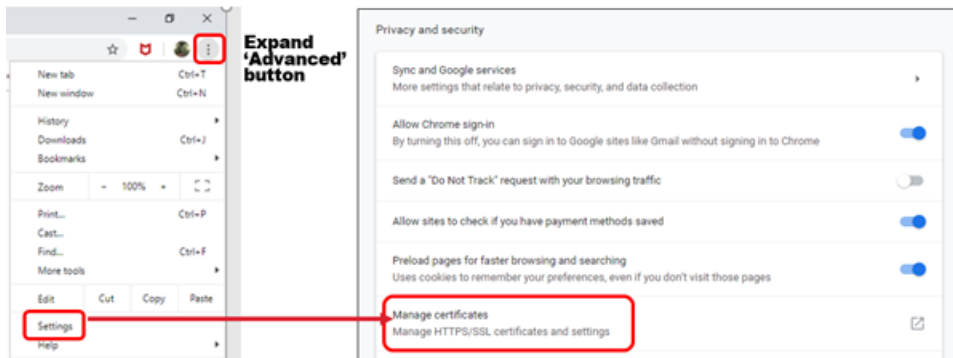 Expand
'Advanced'
button
New tab Ctrl+T
New window Ctrl+N
History
Downloads Ctrl+J
Bookmarks
Zoom - 100% +
Print... Ctrl+P
Cast...
Find... Ctrl+F
More tools
Edit Cut Copy Paste
Settings
Help
Privacy and security
Sync and Google services
More settings that relate to privacy, security, and data collection
Allow Chrome sign-in
By turning this off, you can sign in to Google sites like Gmail without signing in to Chrome
Send a "Do Not Track" request with your browsing traffic
Allow sites to check if you have payment methods saved
Preload pages for faster browsing and searching
Uses cookies to remember your preferences, even if you don't visit those pages
Manage certificates
Manage HTTPS/SSL certificates and settings